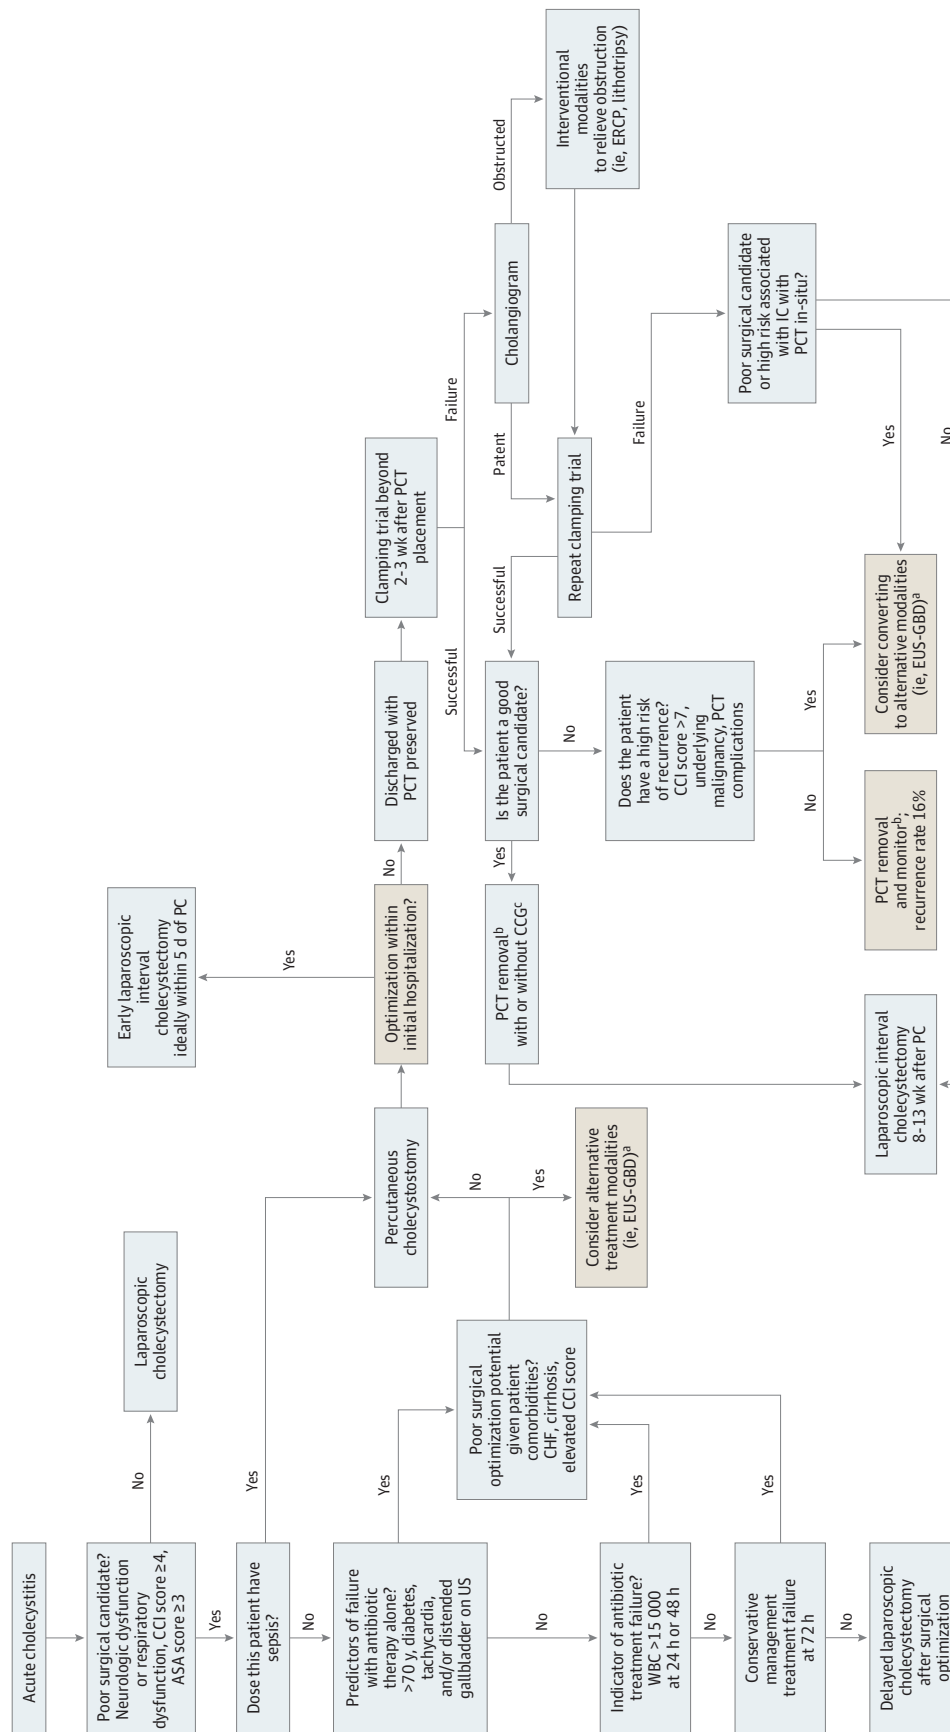 Acute cholecystitis
Poor surgical candidate?
Neurologic dysfunction
or respiratory
dysfunction, CCI score ≥4,
ASA score ≥3
No
Laparoscopic
cholecystectomy
Yes
Dose this patient have
sepsis?
Yes
No
Predictors of failure
with antibiotic
therapy alone?
>70 y, diabetes,
tachycardia,
and/or distended
gallbladder on US
Yes
No
Poor surgical
optimization potential
given patient
comorbidities?
CHF, cirrhosis,
elevated CCI score
Indicator of antibiotic
treatment failure?
WBC >15 000
at 24 h or 48 h
Yes
No
Conservative
management
treatment failure
at 72 h
Yes
No
Delayed laparoscopic
cholecystectomy
after surgical
optimization
Percutaneous
cholecystostomy
No
Yes
Consider alternative
treatment modalities
(ie, EUS-GBD)a
Early laparoscopic
interval
cholecystectomy
ideally within 5 d of PC
Yes
Optimization within
initial hospitalization?
No
Discharged with
PCT preserved
Clamping trial beyond
2-3 wk after PCT
placement
Successful
Failure
Cholangiogram
Obstructed
Patent
Interventional
modalities
to relieve obstruction
(ie, ERCP, lithotripsy)
Repeat clamping trial
Successful
Failure
Is the patient a good
surgical candidate?
Yes
No
PCT removalb
with or without CCGc
Does the patient
have a high risk
of recurrence?
CCI score >7,
underlying
malignancy, PCT
complications
No
Yes
Poor surgical candidate
or high risk associated
with IC with
PCT in-situ?
Yes
No
Laparoscopic interval
cholecystectomy
8-13 wk after PC
PCT removal
and monitorb;
recurrence rate 16%
Consider converting
to alternative modalities
(ie, EUS-GBD)a